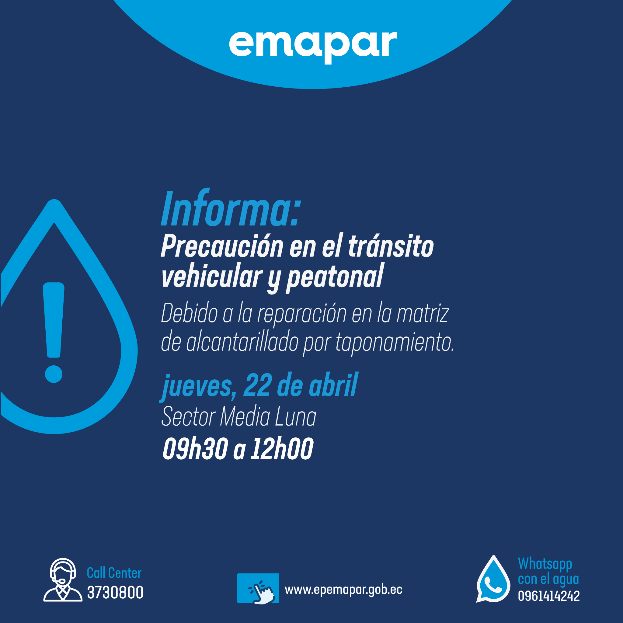 emapar
Informa:
Precaución en el tránsito
vehicular y peatonal
Debido a la reparación en la matriz
de alcantarillado por taponamiento.
jueves, 22 de abril
Sector Media Luna
09h30 a 12h00
Call Center
3730800
www.epemapar.gob.ec
Whatsapp
con el agua
0961414242